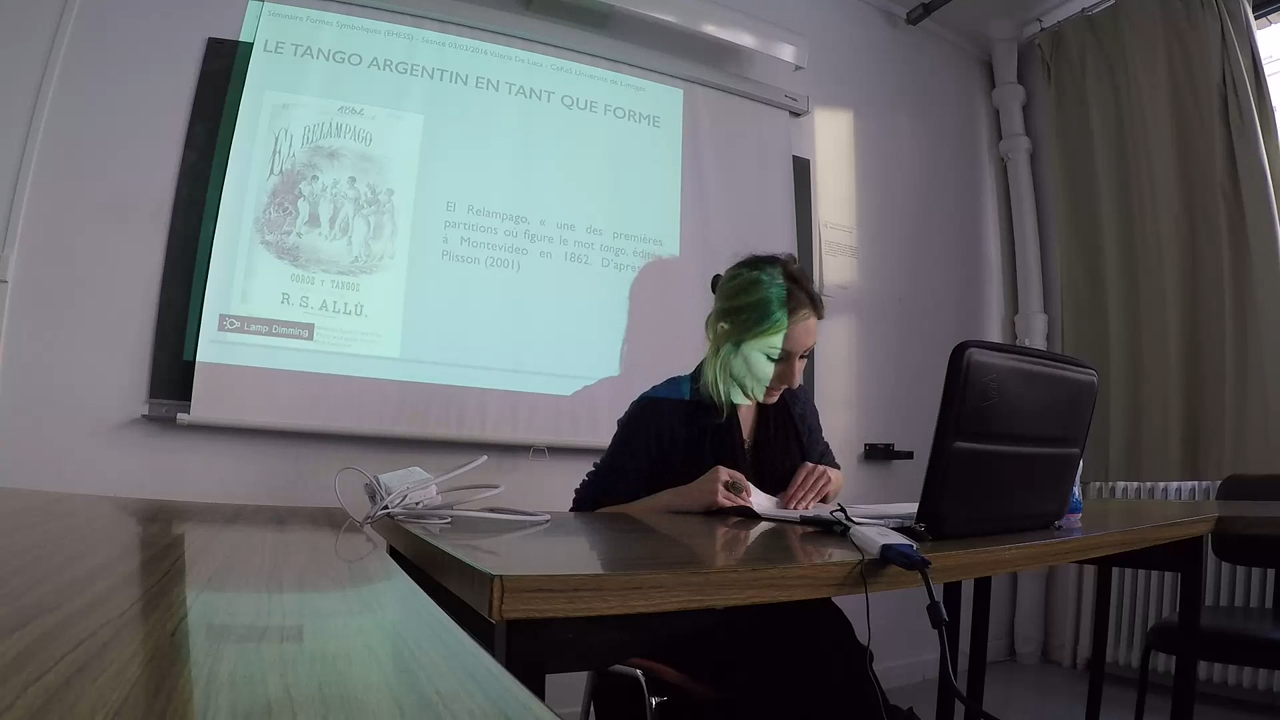 Séminaire Formes Symboliques (EHESS) - Séance 03/03/2016 Valeria De Luca - CeReS Université de Limoges
LE TANGO ARGENTIN EN TANT QUE FORME
EL RELAMPAGO
COROS Y TANGOS
R. S. ALLÚ.
El Relampago, « une des premières
partitions où figure le mot tango, édité
à Montevideo en 1862. D'après
Plisson (2001)
Lamp Dimming